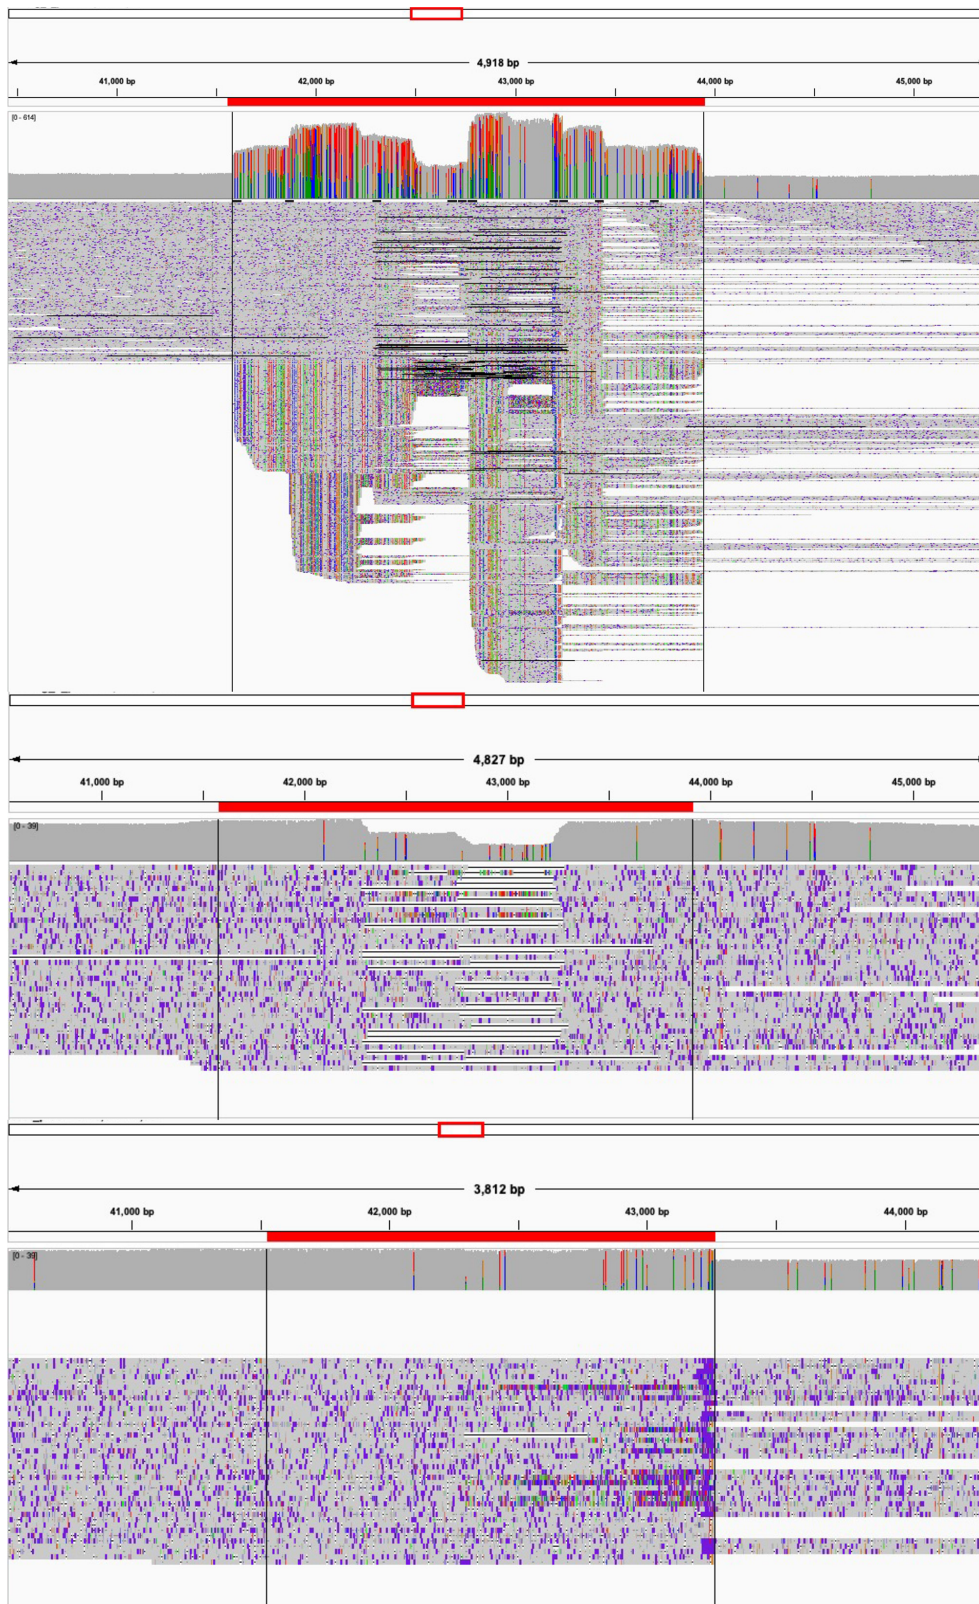 4,918 bp
41,000 bp 42,000 bp 43,000 bp 44,000 bp 45,000 bp
[0 - 614]
4,827 bp
41,000 bp 42,000 bp 43,000 bp 44,000 bp 45,000 bp
[0 - 39]
3,812 bp
41,000 bp 42,000 bp 43,000 bp 44,000 bp
[0 - 39]